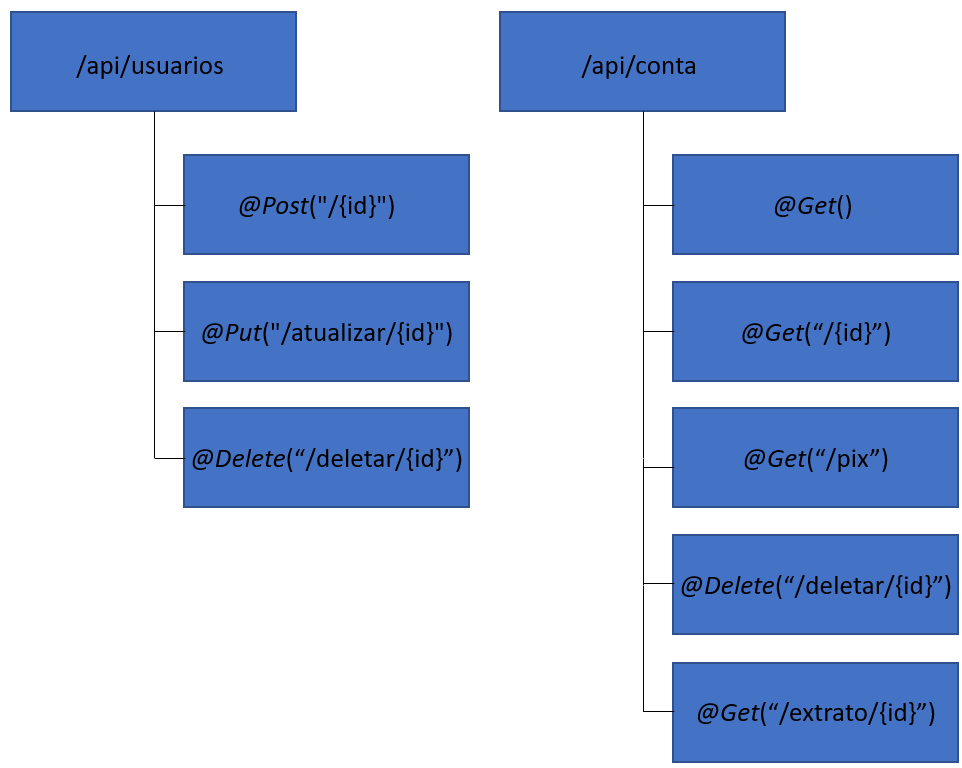 /api/usuarios
@Post("/{id}")
@Put("/atualizar/{id}")
@Delete(“/deletar/{id}”)
/api/conta
@Get()
@Get(“/{id}”)
@Get(“/pix”)
@Delete(“/deletar/{id}”)
@Get(“/extrato/{id}”)